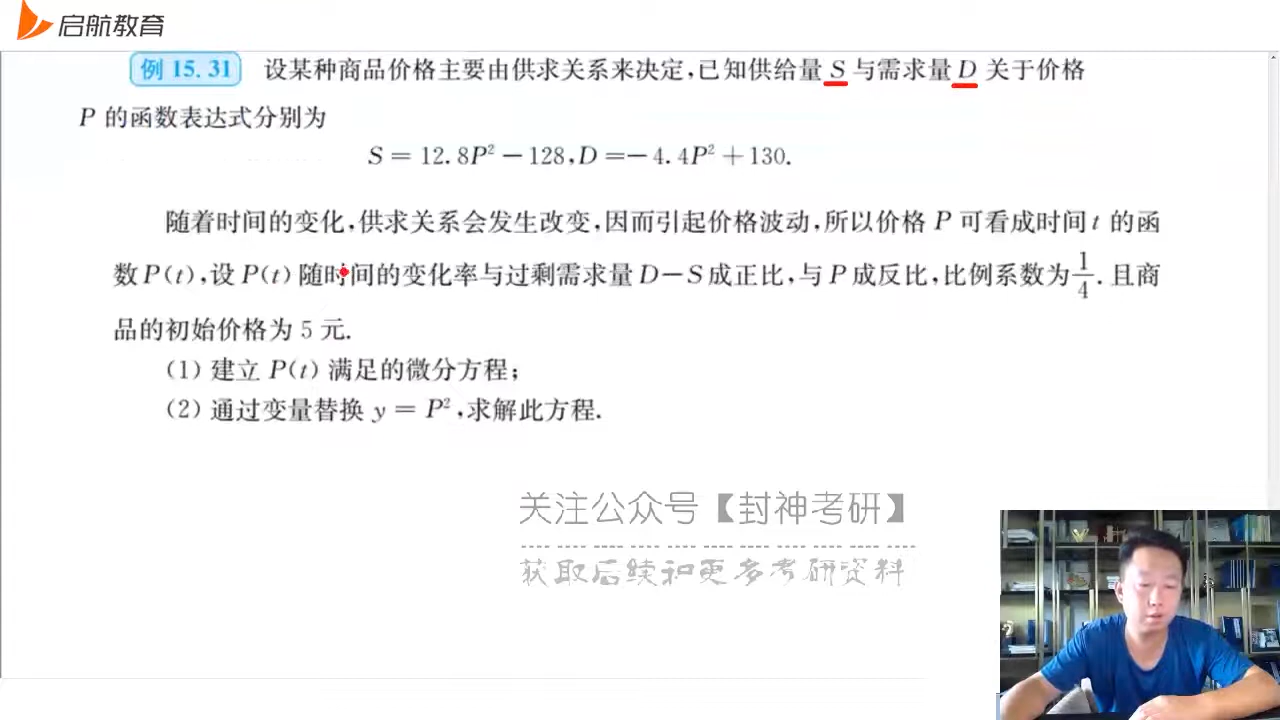 启航教育
例 15.31 设某种商品价格主要由供求关系来决定,已知供给量 S 与需求量 D 关于价格
P 的函数表达式分别为
S = 12.8P² − 128, D = − 4.4P² + 130.
随着时间的变化,供求关系会发生改变,因而引起价格波动,所以价格 P 可看成时间 t 的函
数 P(t),设 P(t) 随时间的变化率与过剩需求量 D − S 成正比,与 P 成反比,比例系数为 1/4. 且商
品的初始价格为 5 元.
(1) 建立 P(t) 满足的微分方程;
(2) 通过变量替换 y = P²,求解此方程.
关注公众号【封神考研】
获取后续和更多考研资料